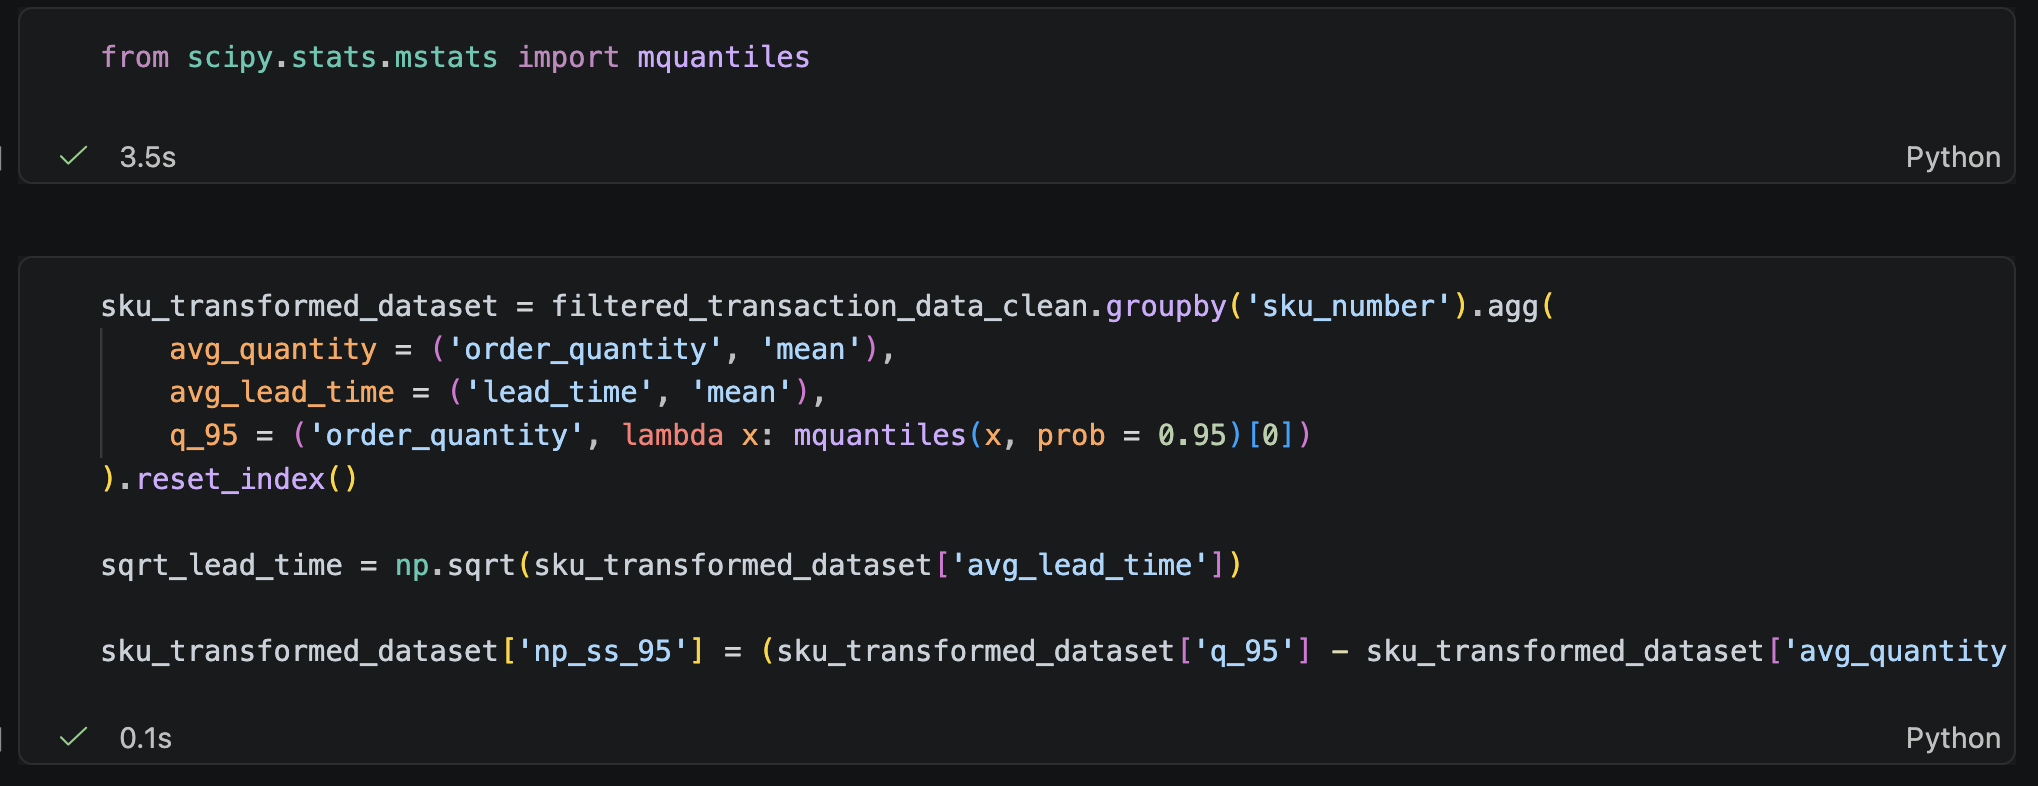 from scipy.stats.mstats import mquantiles
3.5s
Python
sku_transformed_dataset = filtered_transaction_data_clean.groupby('sku_number').agg(
    avg_quantity = ('order_quantity', 'mean'),
    avg_lead_time = ('lead_time', 'mean'),
    q_95 = ('order_quantity', lambda x: mquantiles(x, prob = 0.95)[0])
).reset_index()
sqrt_lead_time = np.sqrt(sku_transformed_dataset['avg_lead_time'])
sku_transformed_dataset['np_ss_95'] = (sku_transformed_dataset['q_95'] - sku_transformed_dataset['avg_quantity
0.1s
Python